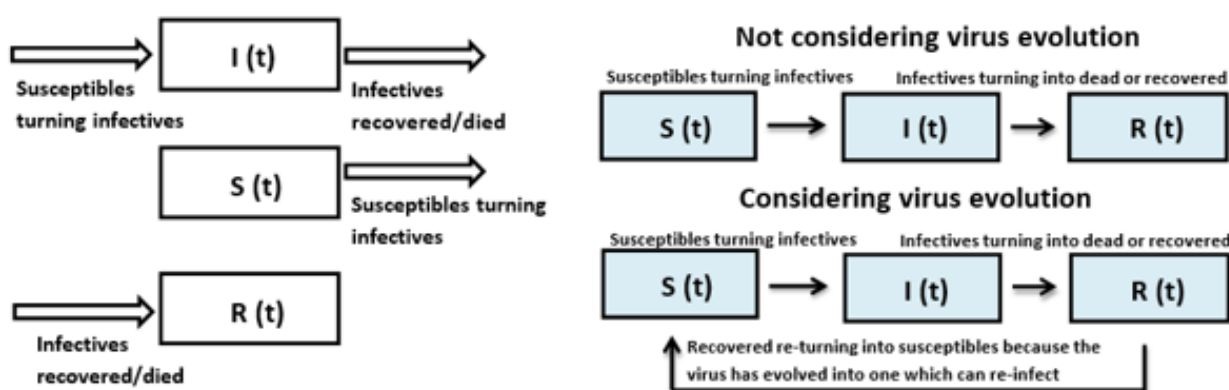 I (t)
Susceptibles
turning infectives
Infectives
recovered/died
S (t)
Susceptibles turning
infectives
R (t)
Infectives
recovered/died
Not considering virus evolution
Susceptibles turning infectives
Infectives turning into dead or recovered
S (t)
I (t)
R (t)
Considering virus evolution
Susceptibles turning infectives
Infectives turning into dead or recovered
S (t)
I (t)
R (t)
Recovered re-turning into susceptibles because the
virus has evolved into one which can re-infect